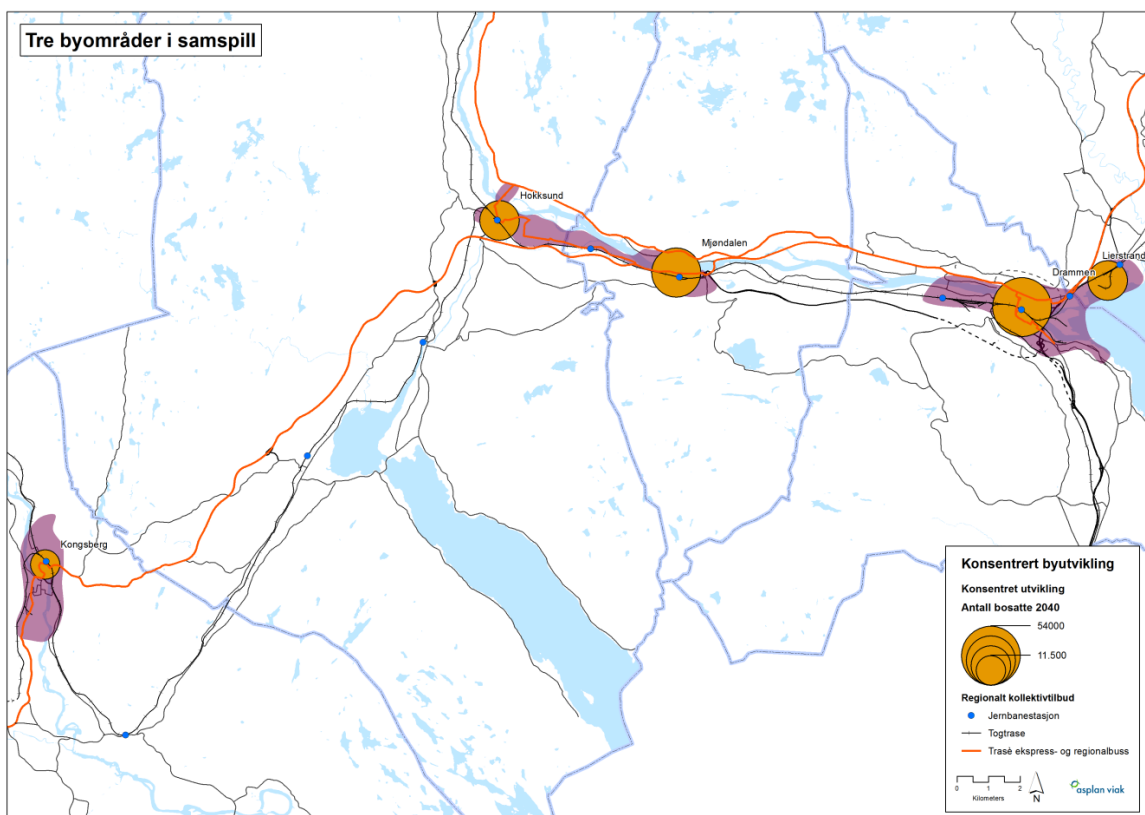 Tre byområder i samspill
Hokksund
Mjøndalen
Lierstranda
Drammen
Kongsberg
Konsentrert byutvikling
Konsentret utvikling
Antall bosatte 2040
54000
11.500
Regionalt kollektivtilbud
Jernbanestasjon
Togtrase
Trasè ekspress- og regionalbuss
0 1 2
Kilometers
N
asplan viak